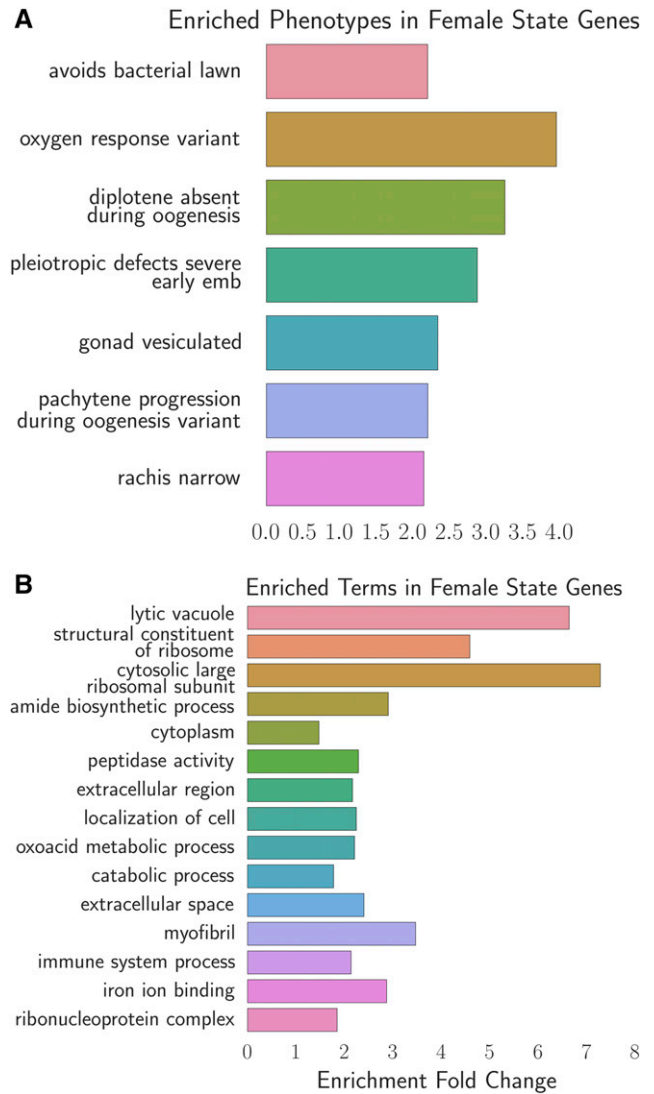 A
Enriched Phenotypes in Female State Genes
avoids bacterial lawn
oxygen response variant
diplotene absent
during oogenesis
pleiotropic defects severe
early emb
gonad vesiculated
pachytene progression
during oogenesis variant
rachis narrow
0.0 0.5 1.0 1.5 2.0 2.5 3.0 3.5 4.0
B
Enriched Terms in Female State Genes
lytic vacuole
structural constituent
of ribosome
cytosolic large
ribosomal subunit
amide biosynthetic process
cytoplasm
peptidase activity
extracellular region
localization of cell
oxoacid metabolic process
catabolic process
extracellular space
myofibril
immune system process
iron ion binding
ribonucleoprotein complex
0 1 2 3 4 5 6 7 8
Enrichment Fold Change